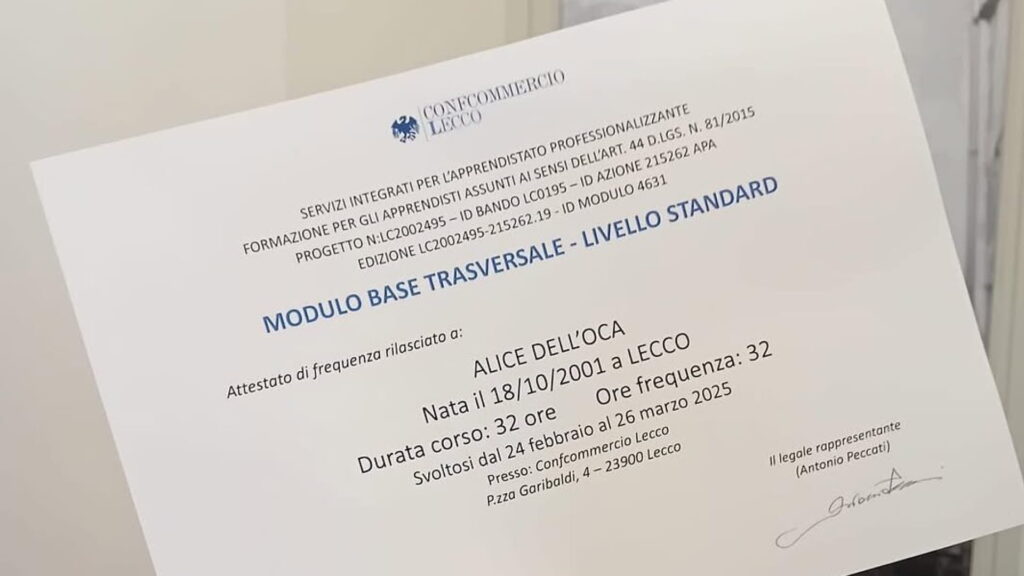 CONFCOMMERCIO
LECCO
SERVIZI INTEGRATI PER L'APPRENDISTATO PROFESSIONALIZZANTE
FORMAZIONE PER GLI APPRENDISTI ASSUNTI AI SENSI DELL'ART. 44 D.LGS. N. 81/2015
PROGETTO N:LC2002495 – ID BANDO LC0195 – ID AZIONE 215262 APA
EDIZIONE LC2002495-215262.19 - ID MODULO 4631
MODULO BASE TRASVERSALE - LIVELLO STANDARD
Attestato di frequenza rilasciato a:
ALICE DELL'OCA
Nata il 18/10/2001 a LECCO
Durata corso: 32 ore Ore frequenza: 32
Svoltosi dal 24 febbraio al 26 marzo 2025
Presso: Confcommercio Lecco
P.zza Garibaldi, 4 – 23900 Lecco
Il legale rappresentante
(Antonio Peccati)